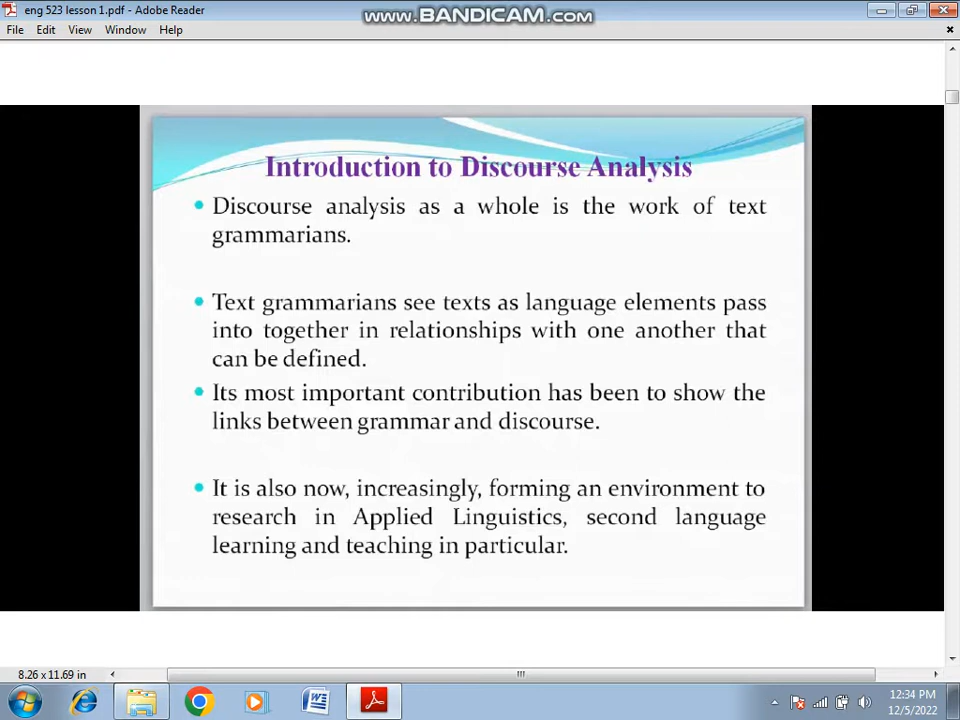 eng 523 lesson 1.pdf - Adobe Reader
www.BANDICAM.com
File Edit View Window Help
Introduction to Discourse Analysis
Discourse analysis as a whole is the work of text
grammarians.
Text grammarians see texts as language elements pass
into together in relationships with one another that
can be defined.
Its most important contribution has been to show the
links between grammar and discourse.
It is also now, increasingly, forming an environment to
research in Applied Linguistics, second language
learning and teaching in particular.
8.26 x 11.69 in
12:34 PM
12/5/2022